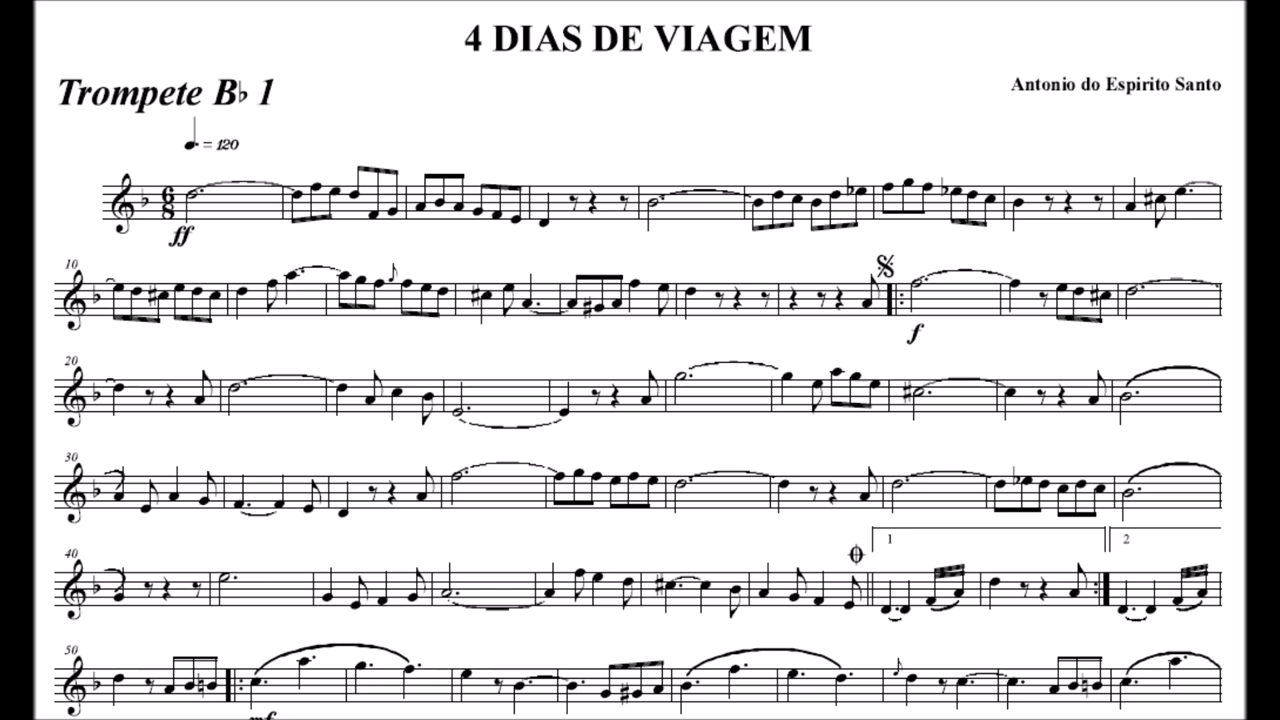 4 DIAS DE VIAGEM
Trompete B♭ 1
Antonio do Espirito Santo
♩. = 120
6
8
ff
10
f
20
30
40
1
2
50
mf